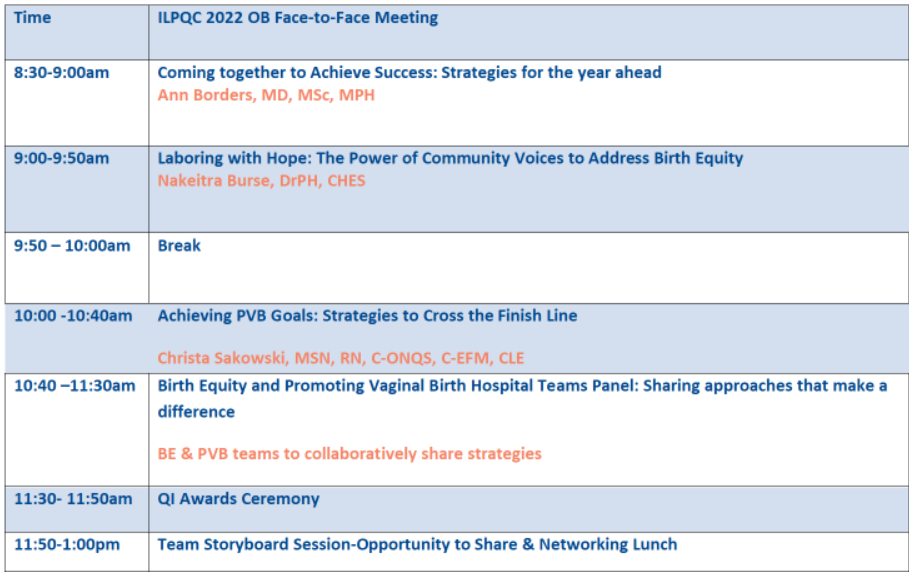 Time
ILPQC 2022 OB Face-to-Face Meeting
8:30-9:00am
Coming together to Achieve Success: Strategies for the year ahead
Ann Borders, MD, MSc, MPH
9:00-9:50am
Laboring with Hope: The Power of Community Voices to Address Birth Equity
Nakeitra Burse, DrPH, CHES
9:50 – 10:00am
Break
10:00 -10:40am
Achieving PVB Goals: Strategies to Cross the Finish Line
Christa Sakowski, MSN, RN, C-ONQS, C-EFM, CLE
10:40 –11:30am
Birth Equity and Promoting Vaginal Birth Hospital Teams Panel: Sharing approaches that make a
difference
BE & PVB teams to collaboratively share strategies
11:30- 11:50am
QI Awards Ceremony
11:50-1:00pm
Team Storyboard Session-Opportunity to Share & Networking Lunch